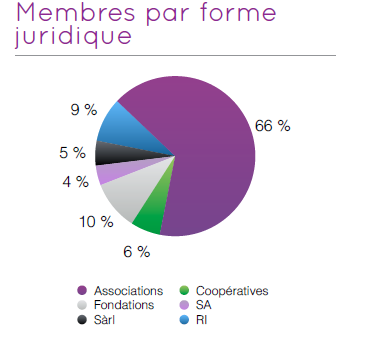 Membres par forme
juridique
9 %
66 %
5 %
4 %
10 %
6 %
Associations
Coopératives
Fondations
SA
Sàrl
RI